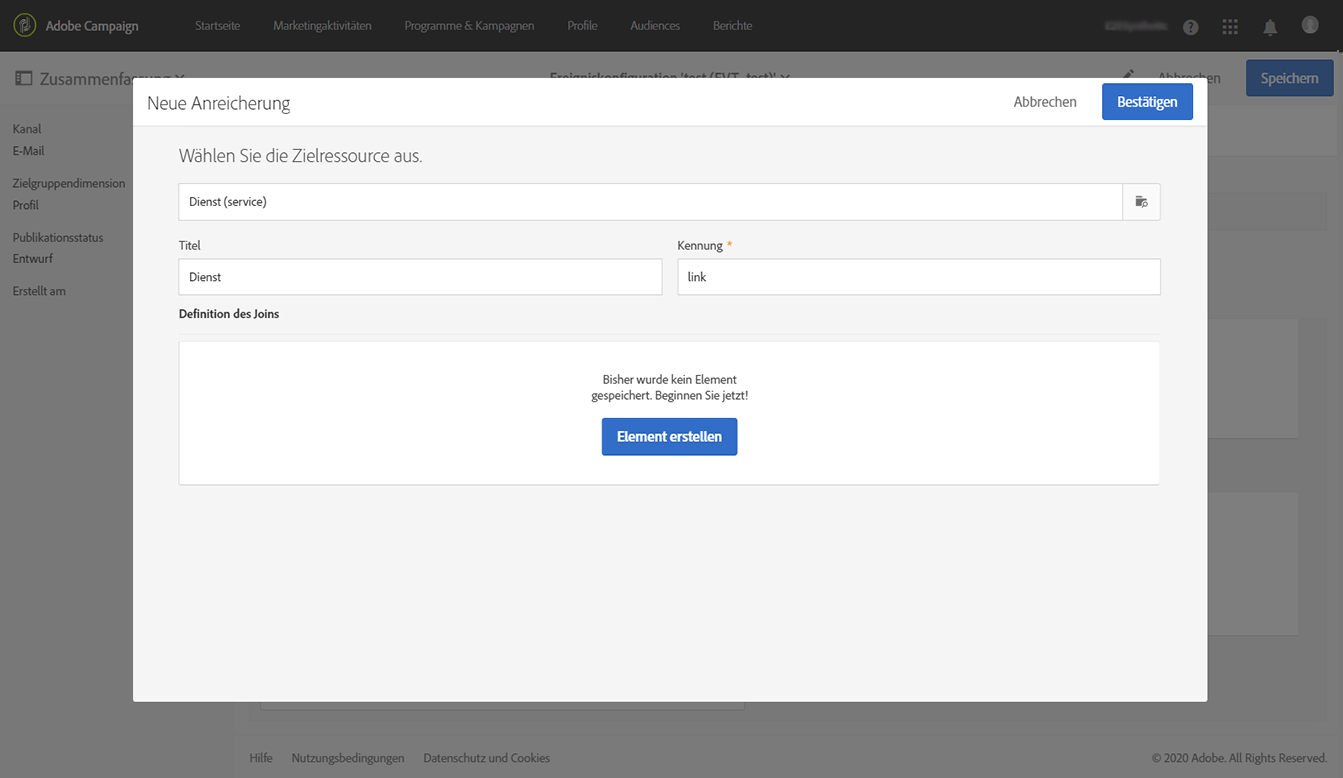 Adobe Campaign
Startseite
Marketingaktivitäten
Programme & Kampagnen
Profile
Audiences
Berichte
Zusammenfassung
Ereigniskonfiguration 'test (EVT_test)'
Abbrechen
Speichern
Kanal
E-Mail
Zielgruppendimension
Profil
Publikationsstatus
Entwurf
Erstellt am
Neue Anreicherung
Abbrechen
Bestätigen
Wählen Sie die Zielressource aus.
Dienst (service)
Titel
Kennung *
Dienst
link
Definition des Joins
Bisher wurde kein Element
gespeichert. Beginnen Sie jetzt!
Element erstellen
Hilfe
Nutzungsbedingungen
Datenschutz und Cookies
© 2020 Adobe. All Rights Reserved.